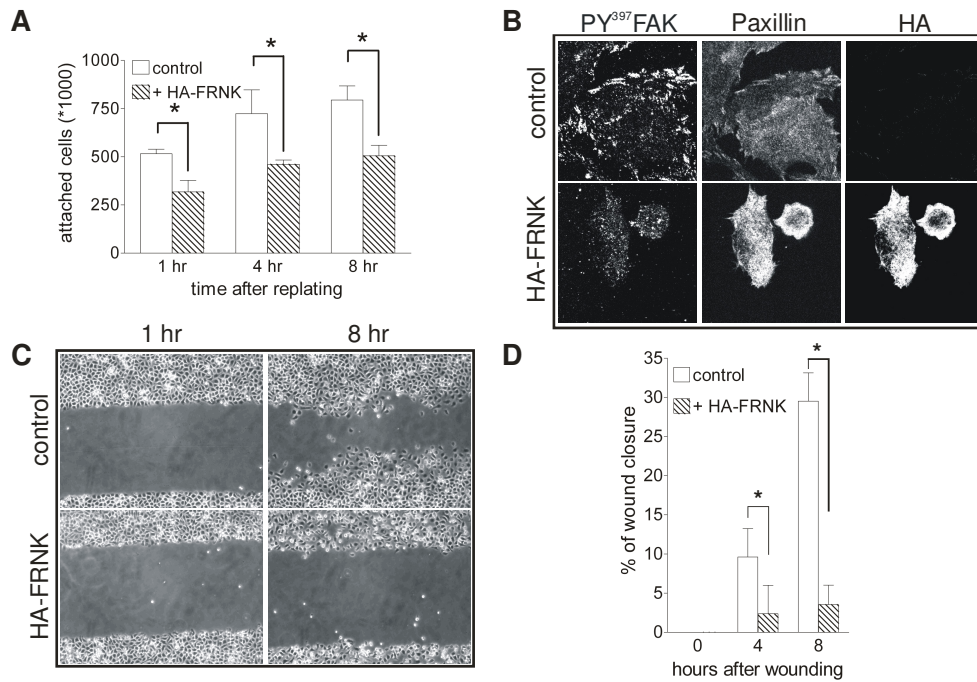 A
attached cells (*1000)
1000
750
500
250
0
control
+ HA-FRNK
*
*
*
1 hr
4 hr
8 hr
time after replating
B
PY³⁹⁷FAK
Paxillin
HA
control
HA-FRNK
C
1 hr
8 hr
control
HA-FRNK
D
% of wound closure
35
30
25
20
15
10
5
0
control
+ HA-FRNK
*
*
0
4
8
hours after wounding